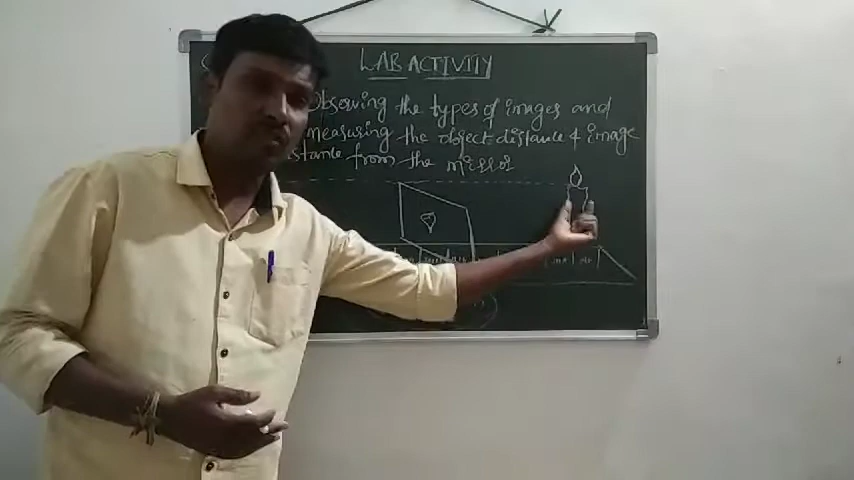 LAB ACTIVITY
Observing the types of images and
measuring the object distance & image
distance from the mirror